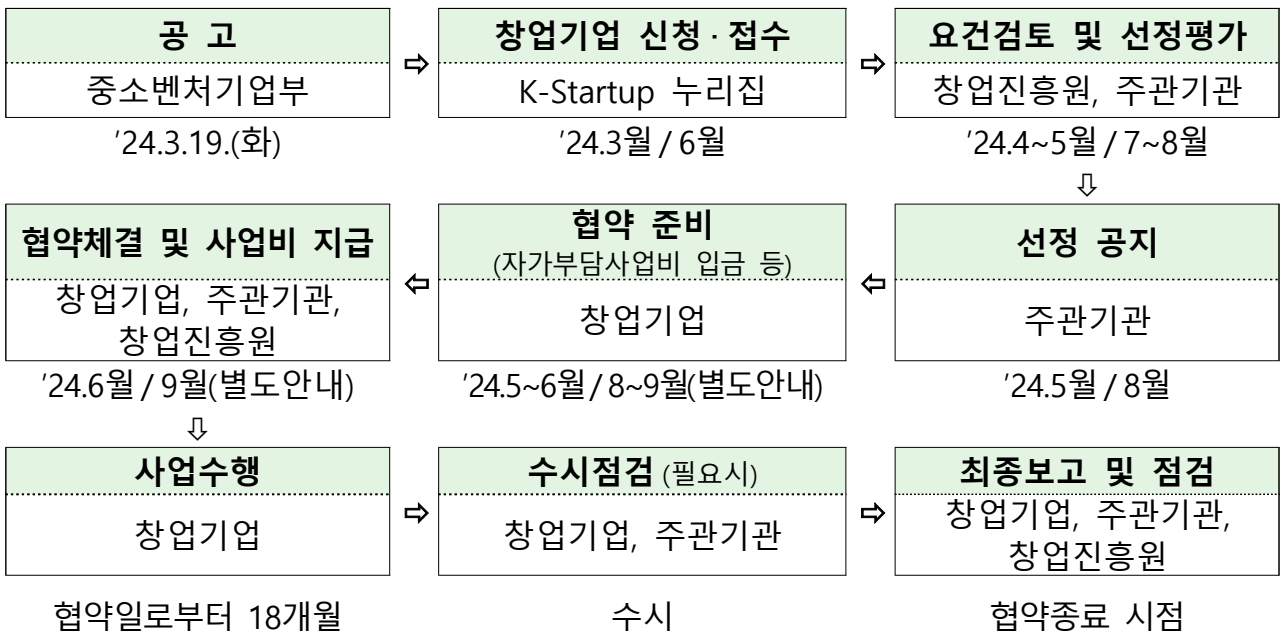 공 고
중소벤처기업부
'24.3.19.(화)
⇨
창업기업 신청·접수
K-Startup 누리집
'24.3월 / 6월
⇨
요건검토 및 선정평가
창업진흥원, 주관기관
'24.4~5월 / 7~8월
⇩
선정 공지
주관기관
'24.5월 / 8월
⇦
협약 준비
(자가부담사업비 입금 등)
창업기업
'24.5~6월 / 8~9월(별도안내)
⇦
협약체결 및 사업비 지급
창업기업, 주관기관,
창업진흥원
'24.6월 / 9월(별도안내)
⇩
사업수행
창업기업
협약일로부터 18개월
⇨
수시점검 (필요시)
창업기업, 주관기관
수시
⇨
최종보고 및 점검
창업기업, 주관기관,
창업진흥원
협약종료 시점